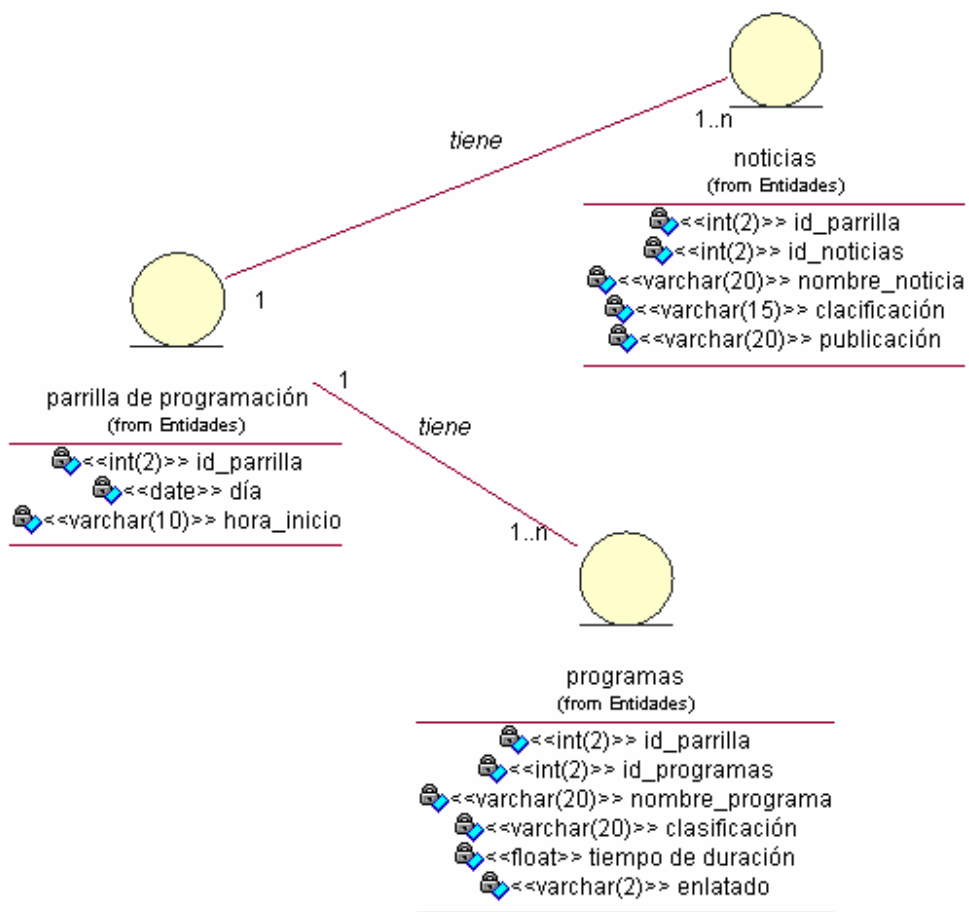 tiene
1..n
noticias
(from Entidades)
<<int(2)>> id_parrilla
<<int(2)>> id_noticias
<<varchar(20)>> nombre_noticia
<<varchar(15)>> clacificación
<<varchar(20)>> publicación
1
parrilla de programación
(from Entidades)
<<int(2)>> id_parrilla
<<date>> día
<<varchar(10)>> hora_inicio
1
tiene
1..n
programas
(from Entidades)
<<int(2)>> id_parrilla
<<int(2)>> id_programas
<<varchar(20)>> nombre_programa
<<varchar(20)>> clasificación
<<float>> tiempo de duración
<<varchar(2)>> enlatado